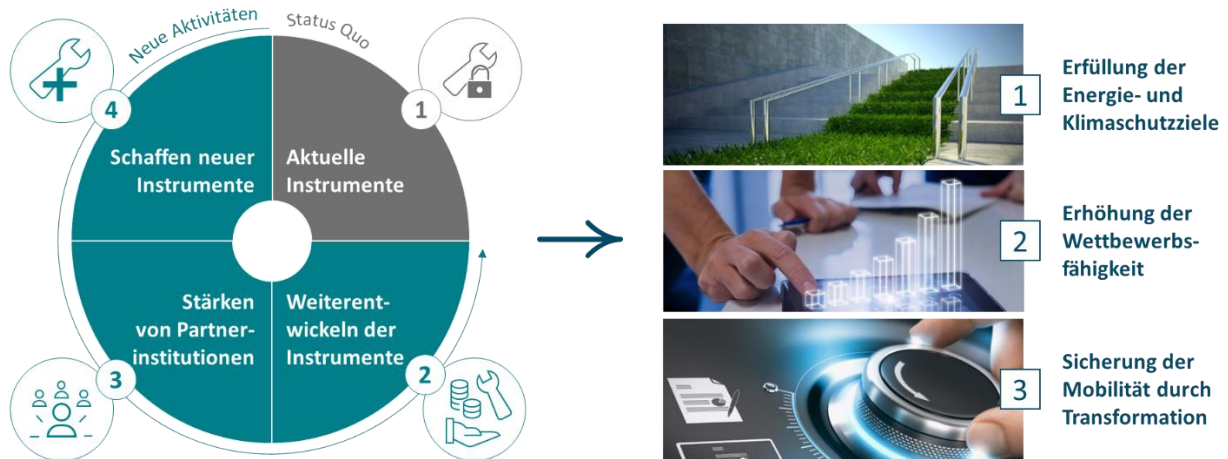 Neue Aktivitäten
Status Quo
4
1
Schaffen neuer
Instrumente
Aktuelle
Instrumente
Stärken
von Partner-
institutionen
Weiterent-
wickeln der
Instrumente
3
2
1
Erfüllung der
Energie- und
Klimaschutzziele
2
Erhöhung der
Wettbewerbs-
fähigkeit
3
Sicherung der
Mobilität durch
Transformation